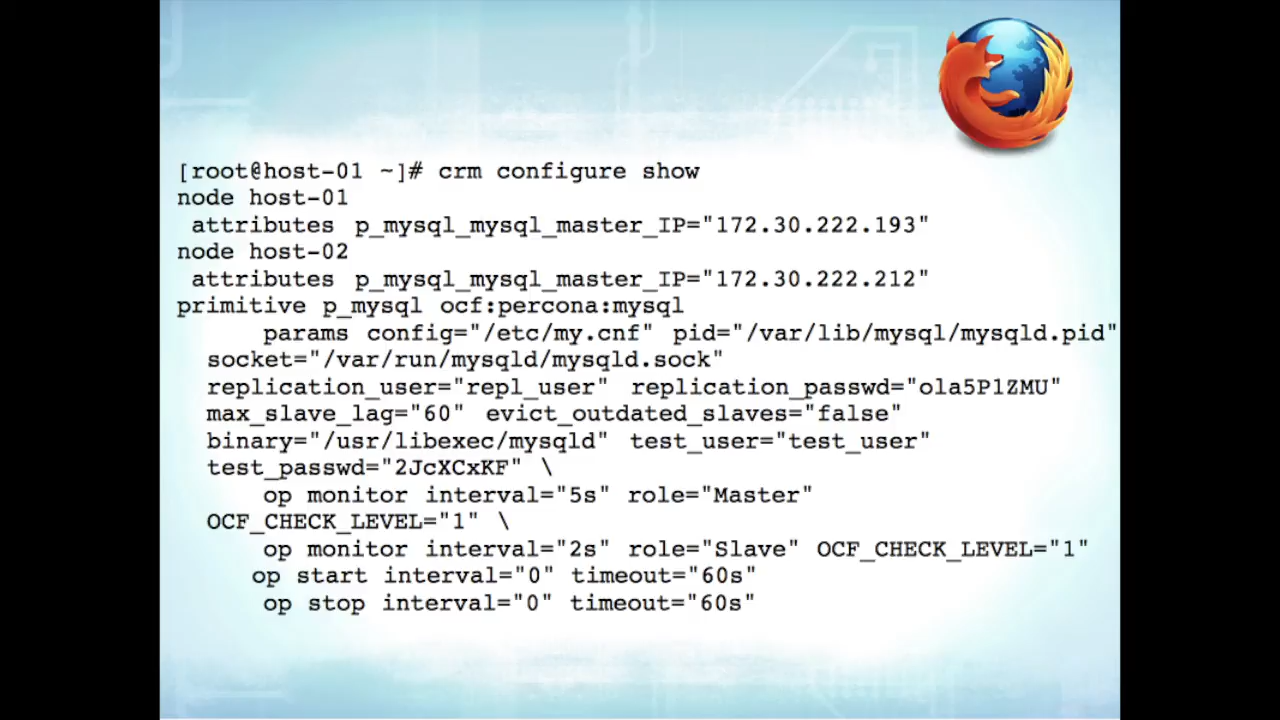 [root@host-01 ~]# crm configure show
node host-01
attributes p_mysql_mysql_master_IP="172.30.222.193"
node host-02
attributes p_mysql_mysql_master_IP="172.30.222.212"
primitive p_mysql ocf:percona:mysql
params config="/etc/my.cnf" pid="/var/lib/mysql/mysqld.pid"
socket="/var/run/mysqld/mysqld.sock"
replication_user="repl_user" replication_passwd="ola5P1ZMU"
max_slave_lag="60" evict_outdated_slaves="false"
binary="/usr/libexec/mysqld" test_user="test_user"
test_passwd="2JcXCxKF" \
op monitor interval="5s" role="Master"
OCF_CHECK_LEVEL="1" \
op monitor interval="2s" role="Slave" OCF_CHECK_LEVEL="1"
op start interval="0" timeout="60s"
op stop interval="0" timeout="60s"